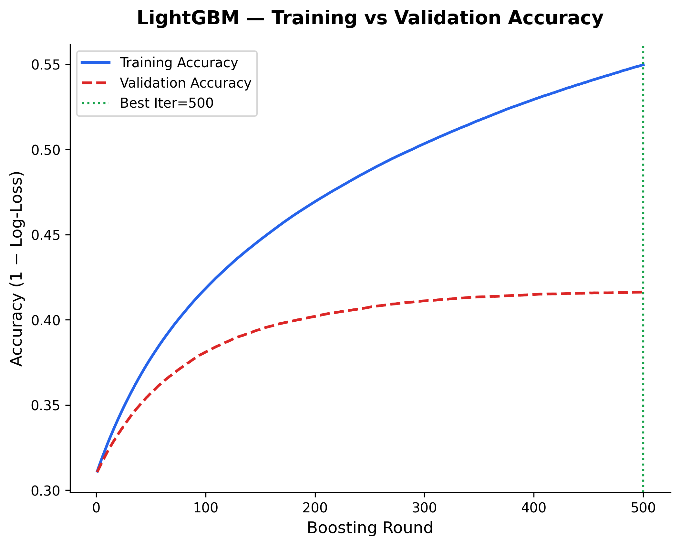 LightGBM — Training vs Validation Accuracy
Training Accuracy
Validation Accuracy
Best Iter=500
Accuracy (1 − Log-Loss)
0.55
0.50
0.45
0.40
0.35
0.30
0
100
200
300
400
500
Boosting Round